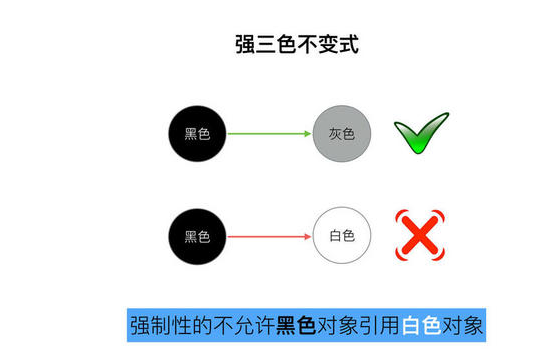 强三色不变式
黑色
灰色
黑色
白色
强制性的不允许黑色对象引用白色对象